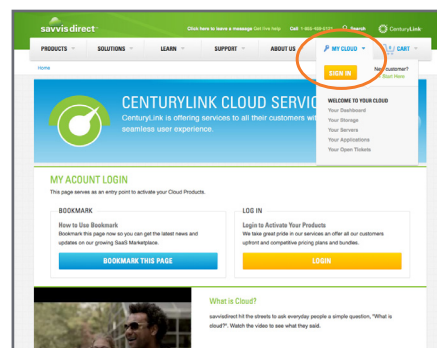 savvisdirect
Click here to leave a message Get live help Call 1-855-
Search
CenturyLink
PRODUCTS
SOLUTIONS
LEARN
SUPPORT
ABOUT US
MY CLOUD
CART
Home
SIGN IN
New customer?
Start Here
WELCOME TO YOUR CLOUD
Your Dashboard
Your Storage
Your Servers
Your Applications
Your Open Tickets
CENTURYLINK CLOUD SERVIC
CenturyLink is offering services to all their customers wit
seamless user experience.
MY ACOUNT LOGIN
This page serves as an entry point to activate your Cloud Products.
BOOKMARK
How to Use Bookmark
Bookmark this page now so you can get the latest news and
updates on our growing SaaS Marketplace.
BOOKMARK THIS PAGE
LOG IN
Login to Activate Your Products
We take great pride in our services an offer all our customers
upfront and competitive pricing plans and bundles.
LOGIN
What is Cloud?
savvisdirect hit the streets to ask everyday people a simple question, "What is
cloud?". Watch the video to see what they said.